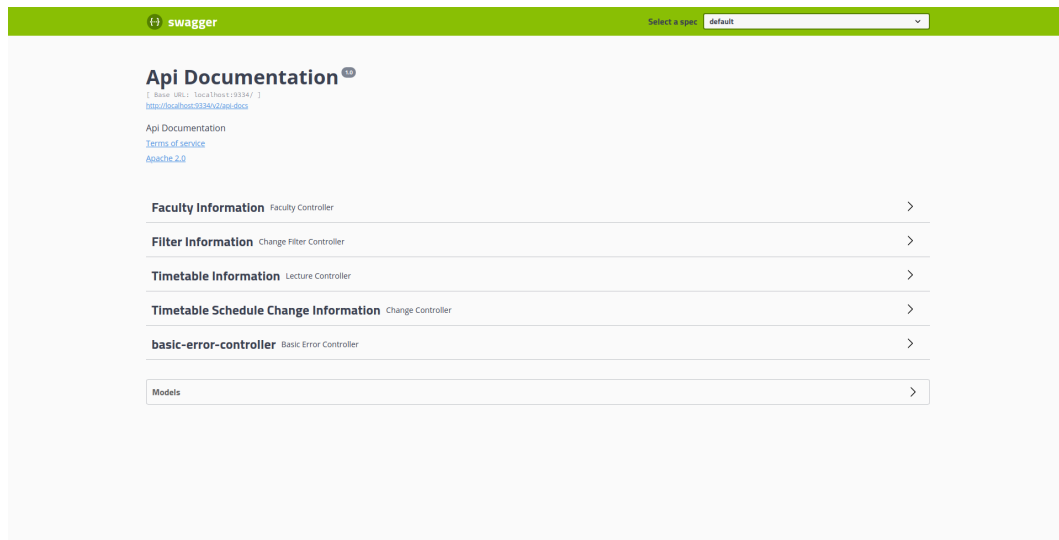 swagger
Select a spec default
Api Documentation 1.0
[ Base URL: localhost:9334/ ]
http://localhost:9334/v2/api-docs
Api Documentation
Terms of service
Apache 2.0
Faculty Information Faculty Controller
Filter Information Change Filter Controller
Timetable Information Lecture Controller
Timetable Schedule Change Information Change Controller
basic-error-controller Basic Error Controller
Models